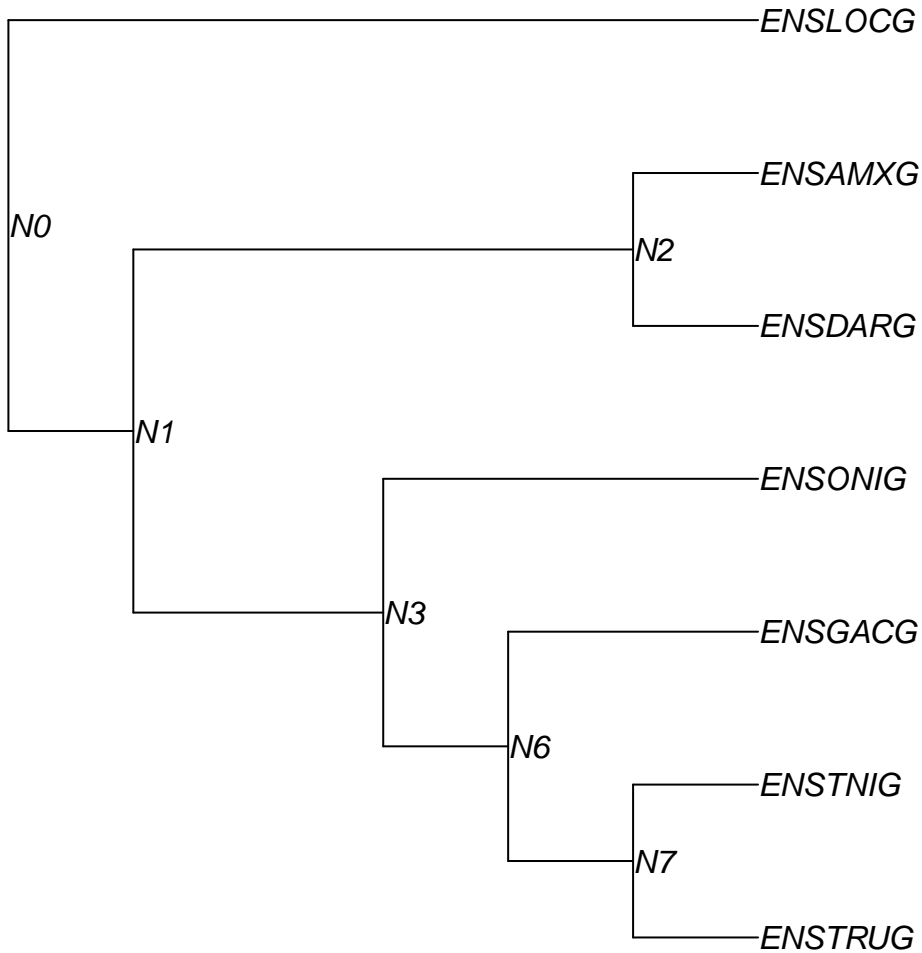 ENSLOCG
ENSAMXG
N0
N2
ENSDARG
N1
ENSONIG
N3
ENSGACG
N6
ENSTNIG
N7
ENSTRUG